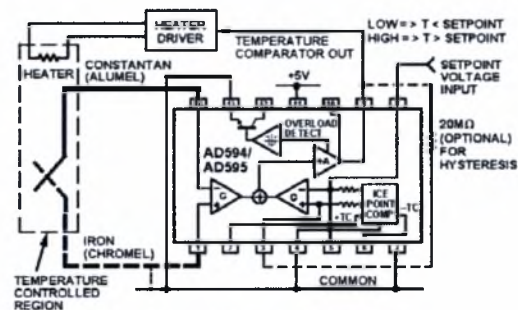 HEATER
DRIVER
LOW = > T < SETPOINT
HIGH = > T > SETPOINT
TEMPERATURE
COMPARATOR OUT
HEATER
CONSTANTAN
(ALUMEL)
+5V
SETPOINT
VOLTAGE
INPUT
OVERLOAD
DETECT
20MΩ
(OPTIONAL)
FOR
HYSTERESIS
AD594/
AD595
+A
G
G
ICE
POINT
COMP.
-TC
+TC
IRON
(CHROMEL)
TEMPERATURE
CONTROLLED
REGION
COMMON